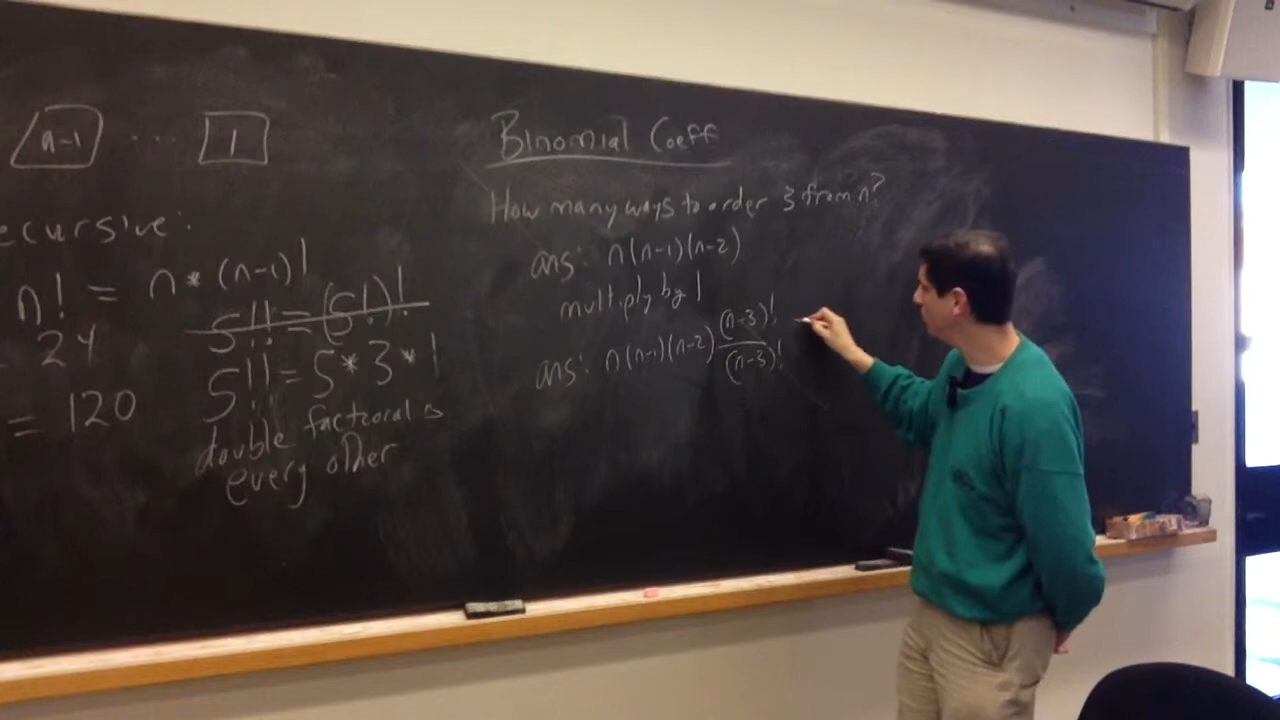 n-1 ... 1
ecursive:
n! = n * (n-1)!
24
= 120
5!! = (5!)!
5!! = 5 * 3 * 1
double factoral is
every other
Binomial Coeff
How many ways to order 3 from n?
ans: n(n-1)(n-2)
multiply by 1
ans: n(n-1)(n-2) (n-3)!
(n-3)!